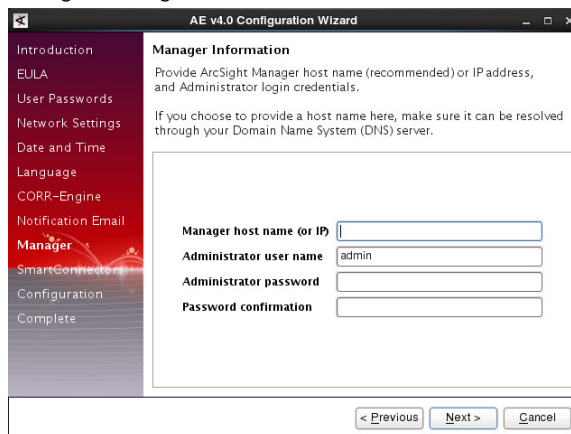 AE v4.0 Configuration Wizard
Introduction
EULA
User Passwords
Network Settings
Date and Time
Language
CORR-Engine
Notification Email
Manager
SmartConnectors
Configuration
Complete
Manager Information
Provide ArcSight Manager host name (recommended) or IP address,
and Administrator login credentials.
If you choose to provide a host name here, make sure it can be resolved
through your Domain Name System (DNS) server.
Manager host name (or IP)
Administrator user name admin
Administrator password
Password confirmation
< Previous Next > Cancel